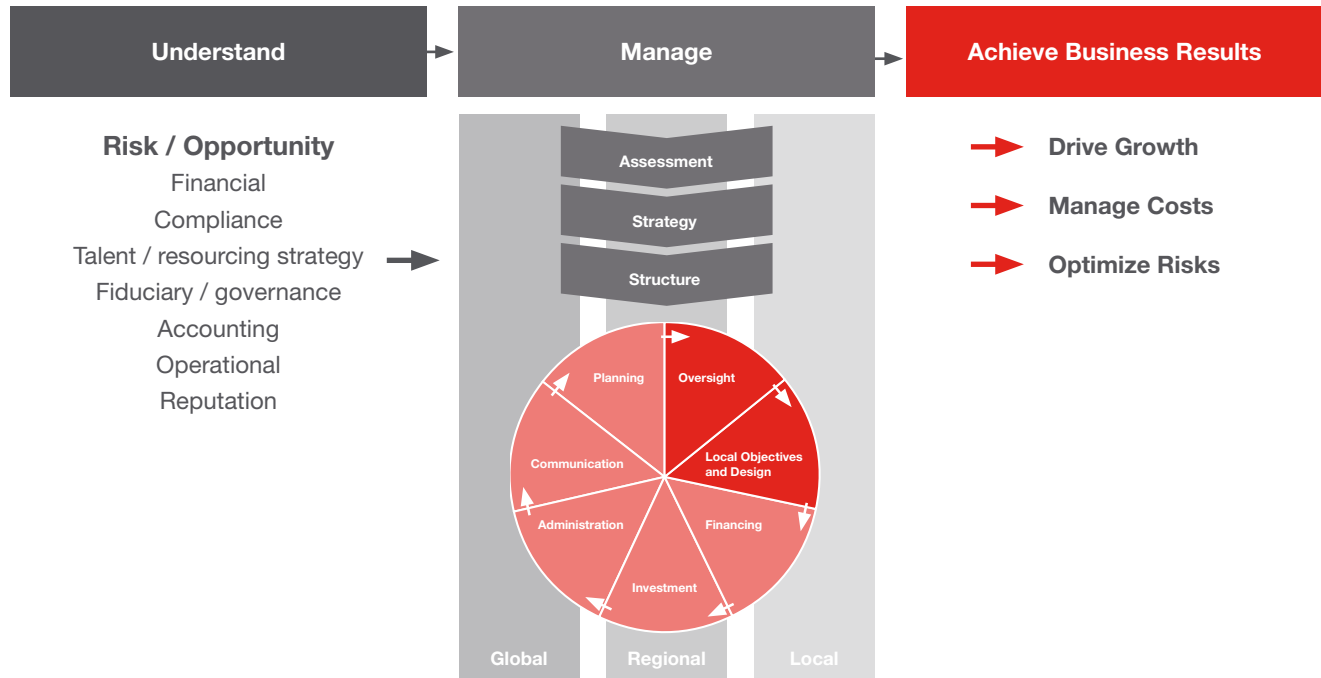 Understand
Manage
Achieve Business Results
Risk / Opportunity
Financial
Compliance
Talent / resourcing strategy
Fiduciary / governance
Accounting
Operational
Reputation
Assessment
Strategy
Structure
Planning
Oversight
Communication
Local Objectives
and Design
Administration
Financing
Investment
Global
Regional
Local
Drive Growth
Manage Costs
Optimize Risks